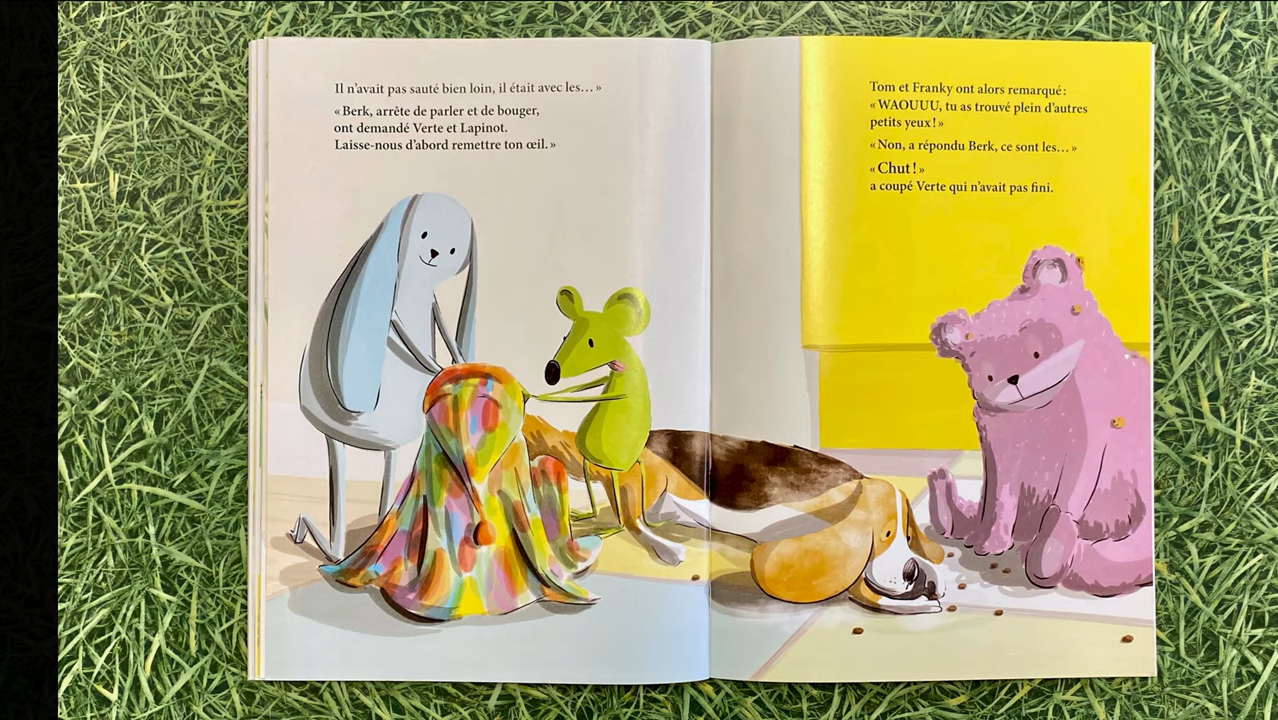 Il n’avait pas sauté bien loin, il était avec les… »
« Berk, arrête de parler et de bouger,
ont demandé Verte et Lapinot.
Laisse-nous d’abord remettre ton œil. »
Tom et Franky ont alors remarqué :
« WAOUUU, tu as trouvé plein d’autres
petits yeux ! »
« Non, a répondu Berk, ce sont les… »
« Chut ! »
a coupé Verte qui n’avait pas fini.